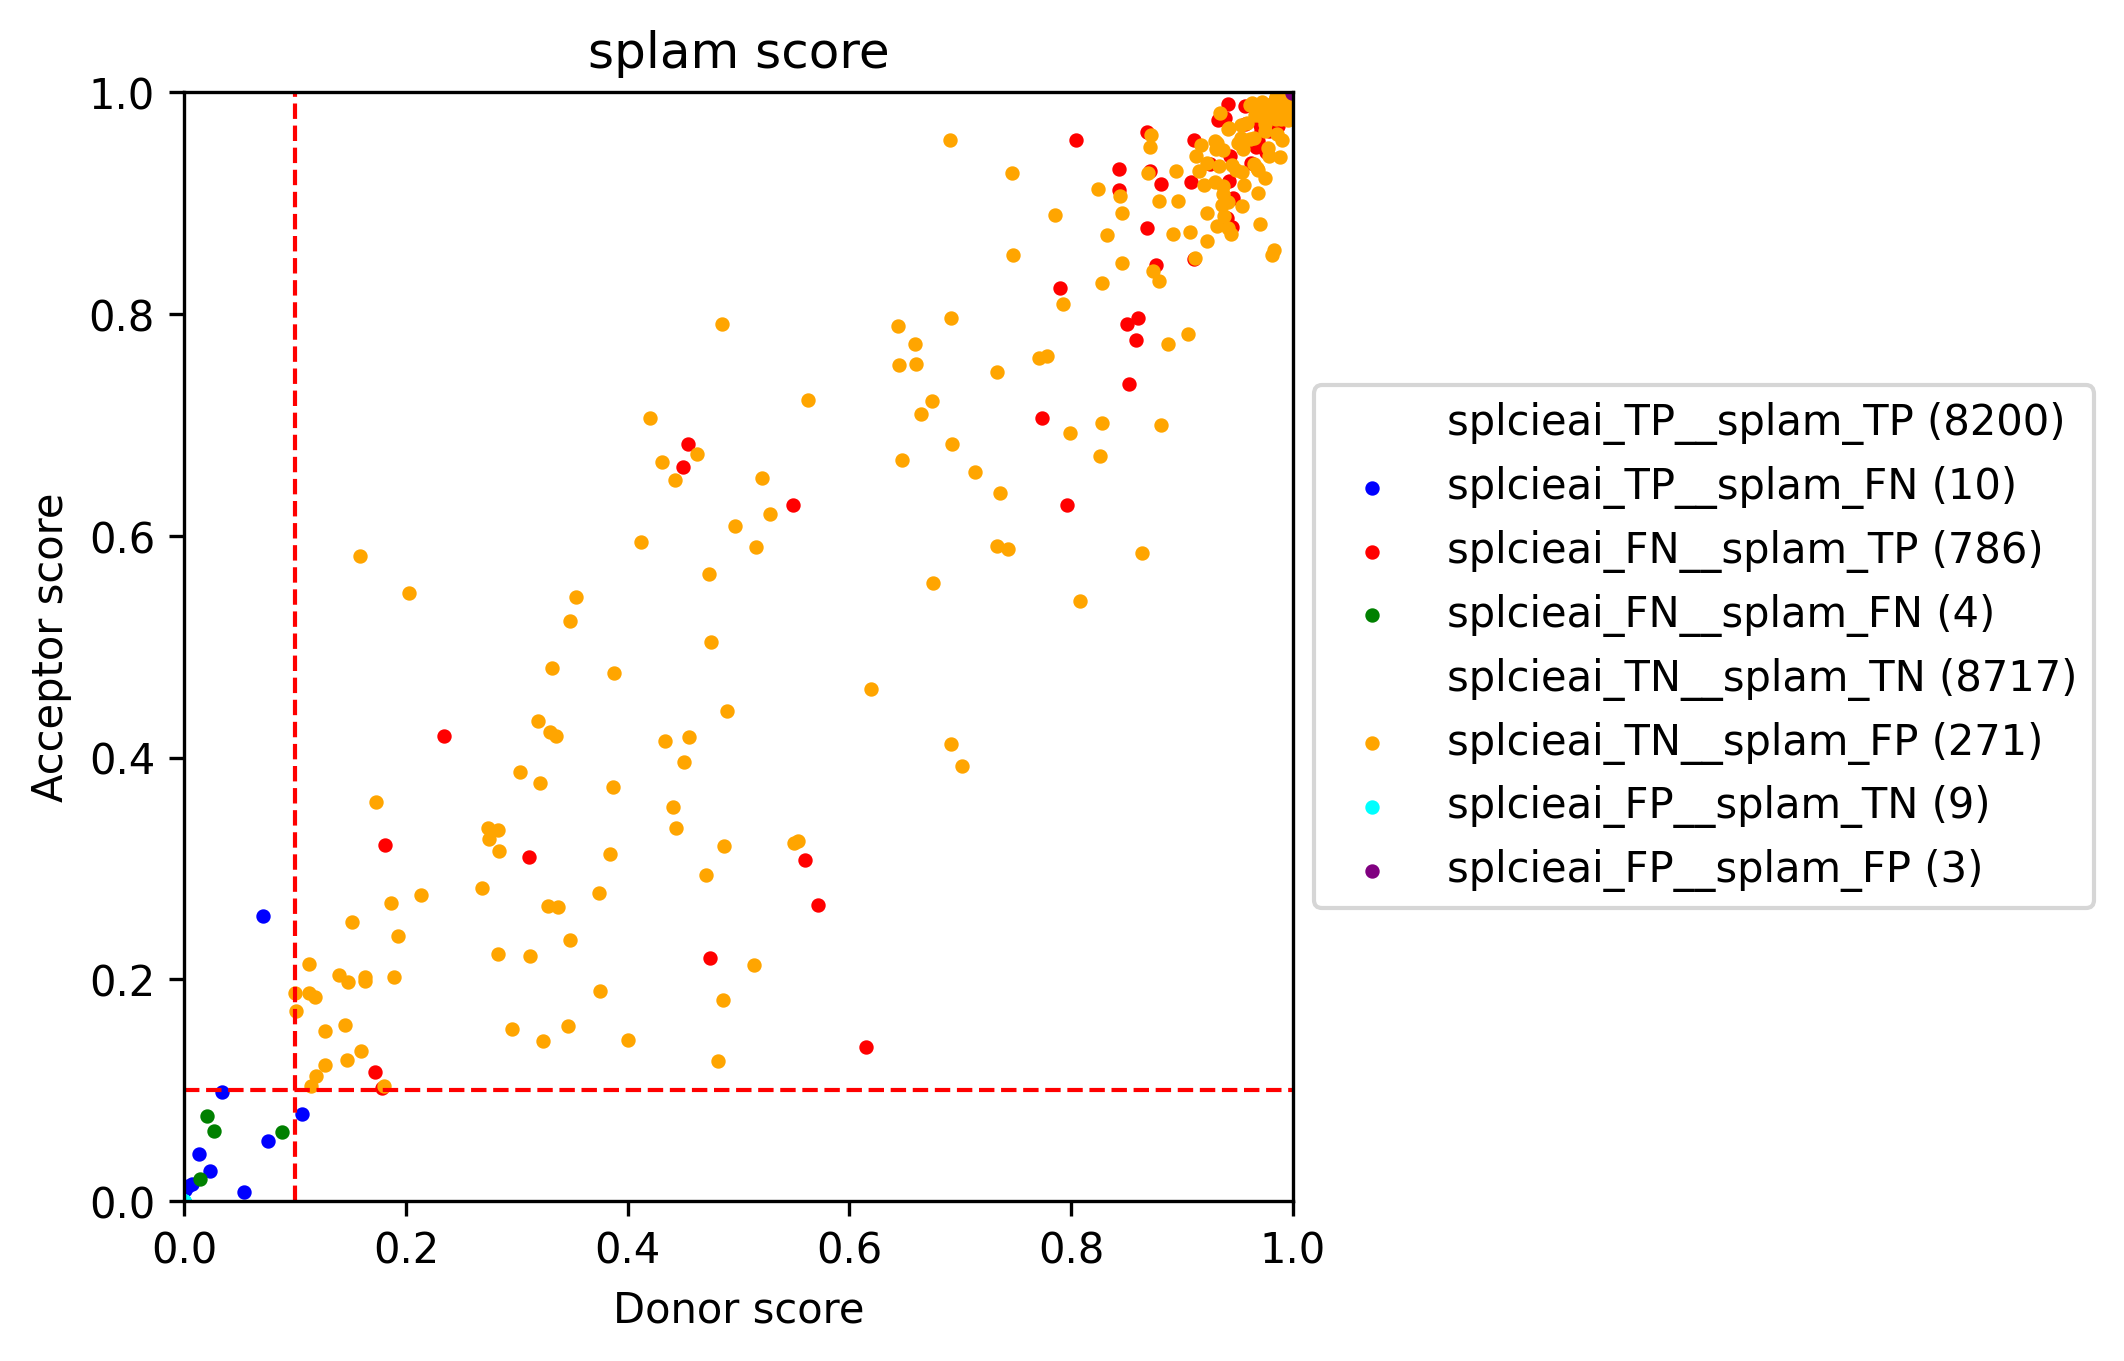 splam score
Acceptor score
1.0
0.8
0.6
0.4
0.2
0.0
0.0 0.2 0.4 0.6 0.8 1.0
Donor score
splcieai_TP__splam_TP (8200)
splcieai_TP__splam_FN (10)
splcieai_FN__splam_TP (786)
splcieai_FN__splam_FN (4)
splcieai_TN__splam_TN (8717)
splcieai_TN__splam_FP (271)
splcieai_FP__splam_TN (9)
splcieai_FP__splam_FP (3)